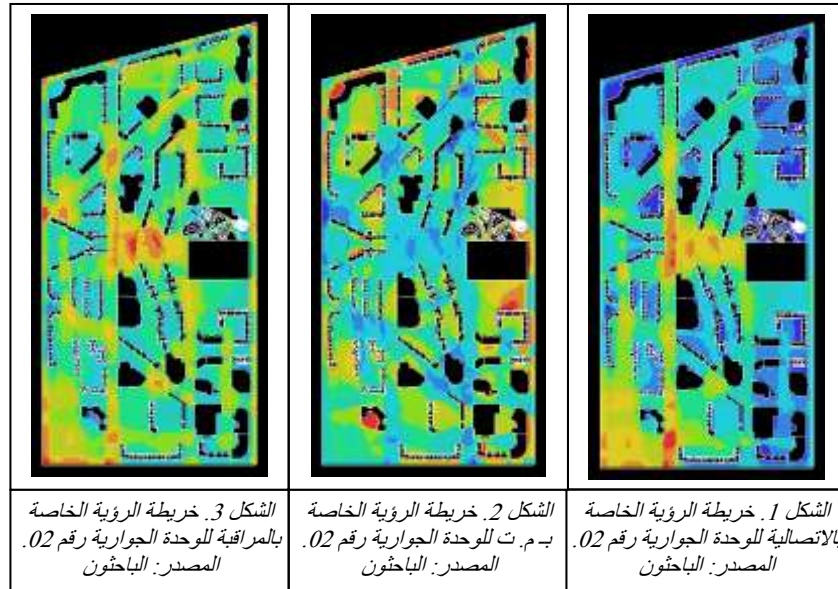 الشكل 1. خريطة الرؤية الخاصة
بالاتصالية للوحدة الجوارية رقم 02.
المصدر: الباحثون
الشكل 2. خريطة الرؤية الخاصة
بـ م. ت للوحدة الجوارية رقم 02.
المصدر: الباحثون
الشكل 3. خريطة الرؤية الخاصة
بالمراقبة للوحدة الجوارية رقم 02.
المصدر: الباحثون